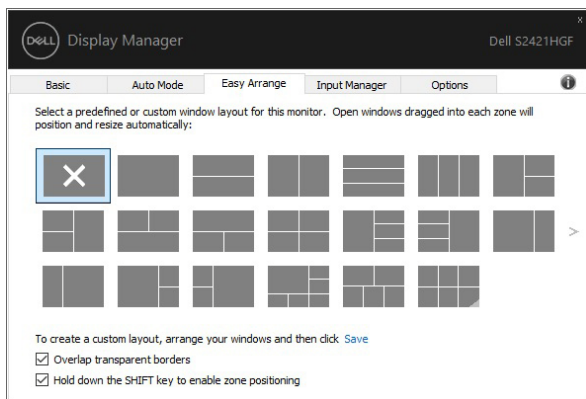 x
DELL Display Manager
Dell S2421HGF
Basic Auto Mode Easy Arrange Input Manager Options i
Select a predefined or custom window layout for this monitor. Open windows dragged into each zone will
position and resize automatically:
>
To create a custom layout, arrange your windows and then click Save
Overlap transparent borders
Hold down the SHIFT key to enable zone positioning